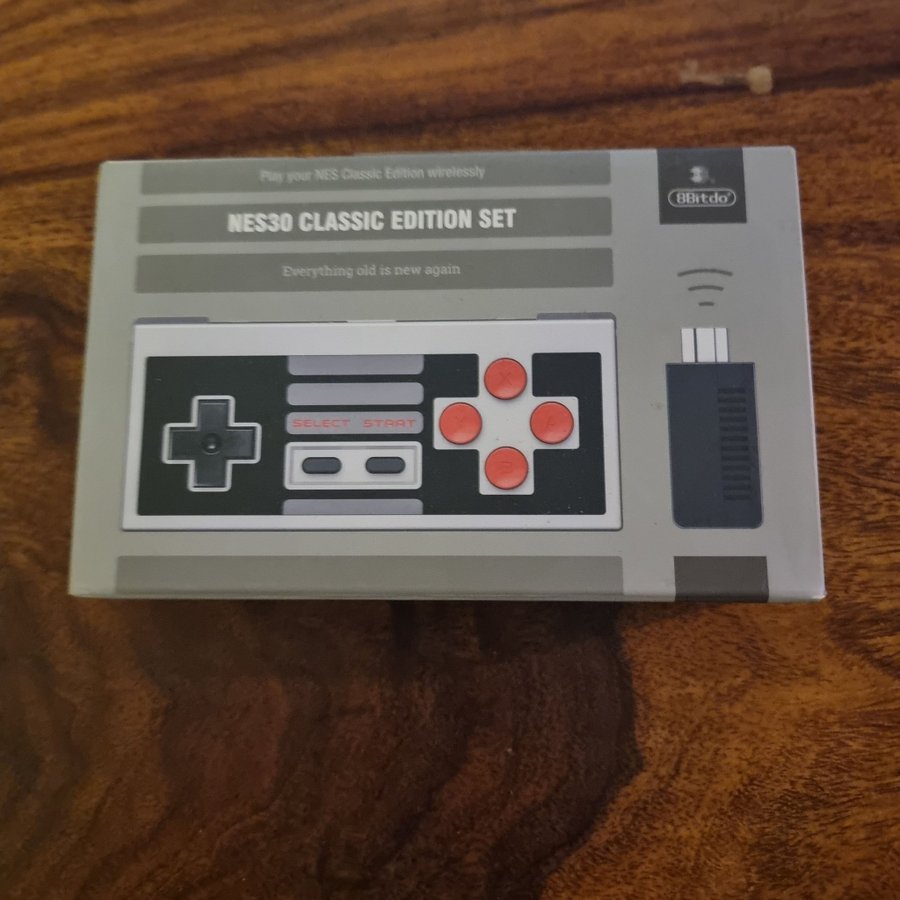 Play your NES Classic Edition wirelessly
8Bitdo
NES30 CLASSIC EDITION SET
Everything old is new again
SELECT START
X
Y A
B